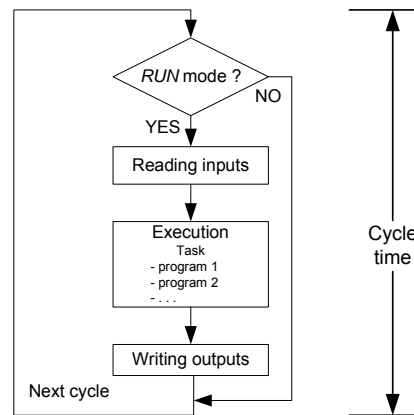 RUN mode ?
NO
YES
Reading inputs
Execution
Task
- program 1
- program 2
- . . .
Cycle
time
Writing outputs
Next cycle